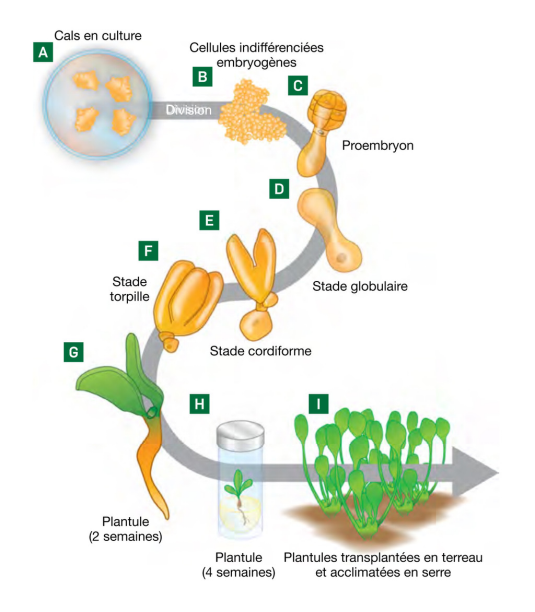 Cals en culture
A
Cellules indifférenciées
embryogènes
B
Division
C
Proembryon
D
Stade globulaire
E
Stade cordiforme
F
Stade
torpille
G
Plantule
(2 semaines)
H
Plantule
(4 semaines)
I
Plantules transplantées en terreau
et acclimatées en serre